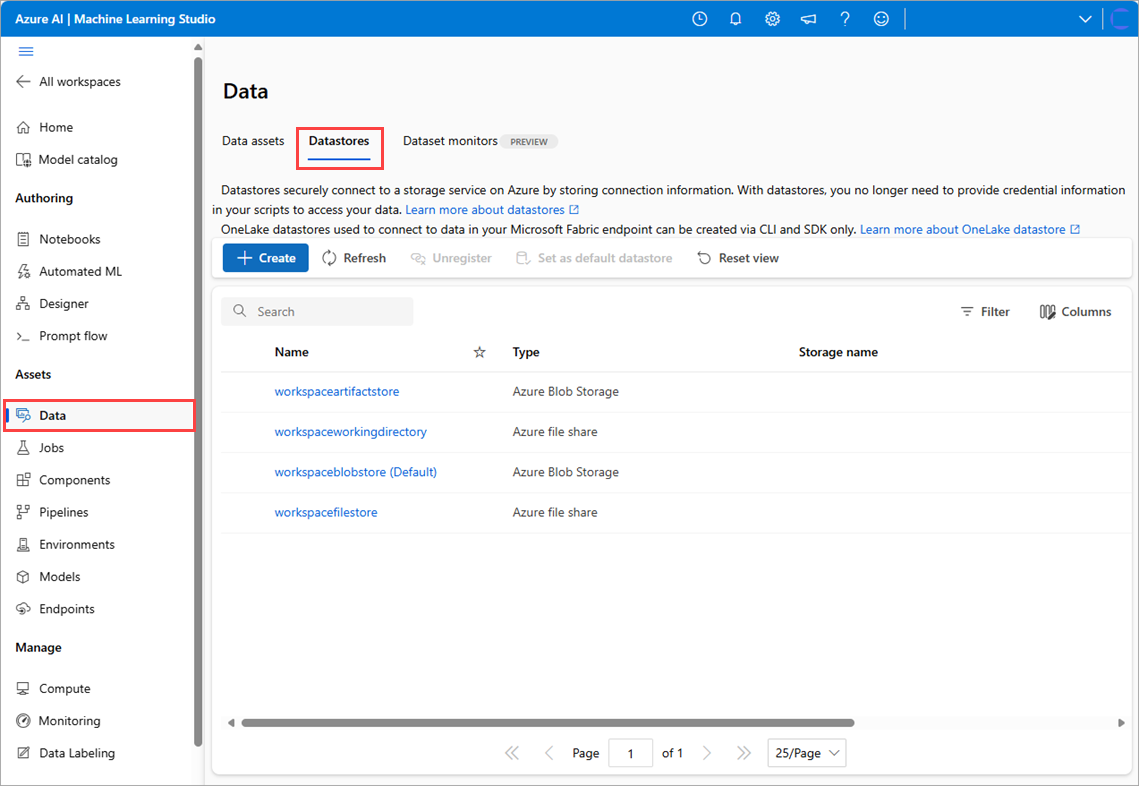 Azure AI | Machine Learning Studio
All workspaces
Home
Model catalog
Authoring
Notebooks
Automated ML
Designer
Prompt flow
Assets
Data
Jobs
Components
Pipelines
Environments
Models
Endpoints
Manage
Compute
Monitoring
Data Labeling
Data
Data assets Datastores Dataset monitors PREVIEW
Datastores securely connect to a storage service on Azure by storing connection information. With datastores, you no longer need to provide credential information
in your scripts to access your data. Learn more about datastores
OneLake datastores used to connect to data in your Microsoft Fabric endpoint can be created via CLI and SDK only. Learn more about OneLake datastore
Create Refresh Unregister Set as default datastore Reset view
Search Filter Columns
Name Type Storage name
workspaceartifactstore Azure Blob Storage
workspaceworkingdirectory Azure file share
workspaceblobstore (Default) Azure Blob Storage
workspacefilestore Azure file share
Page 1 of 1 25/Page